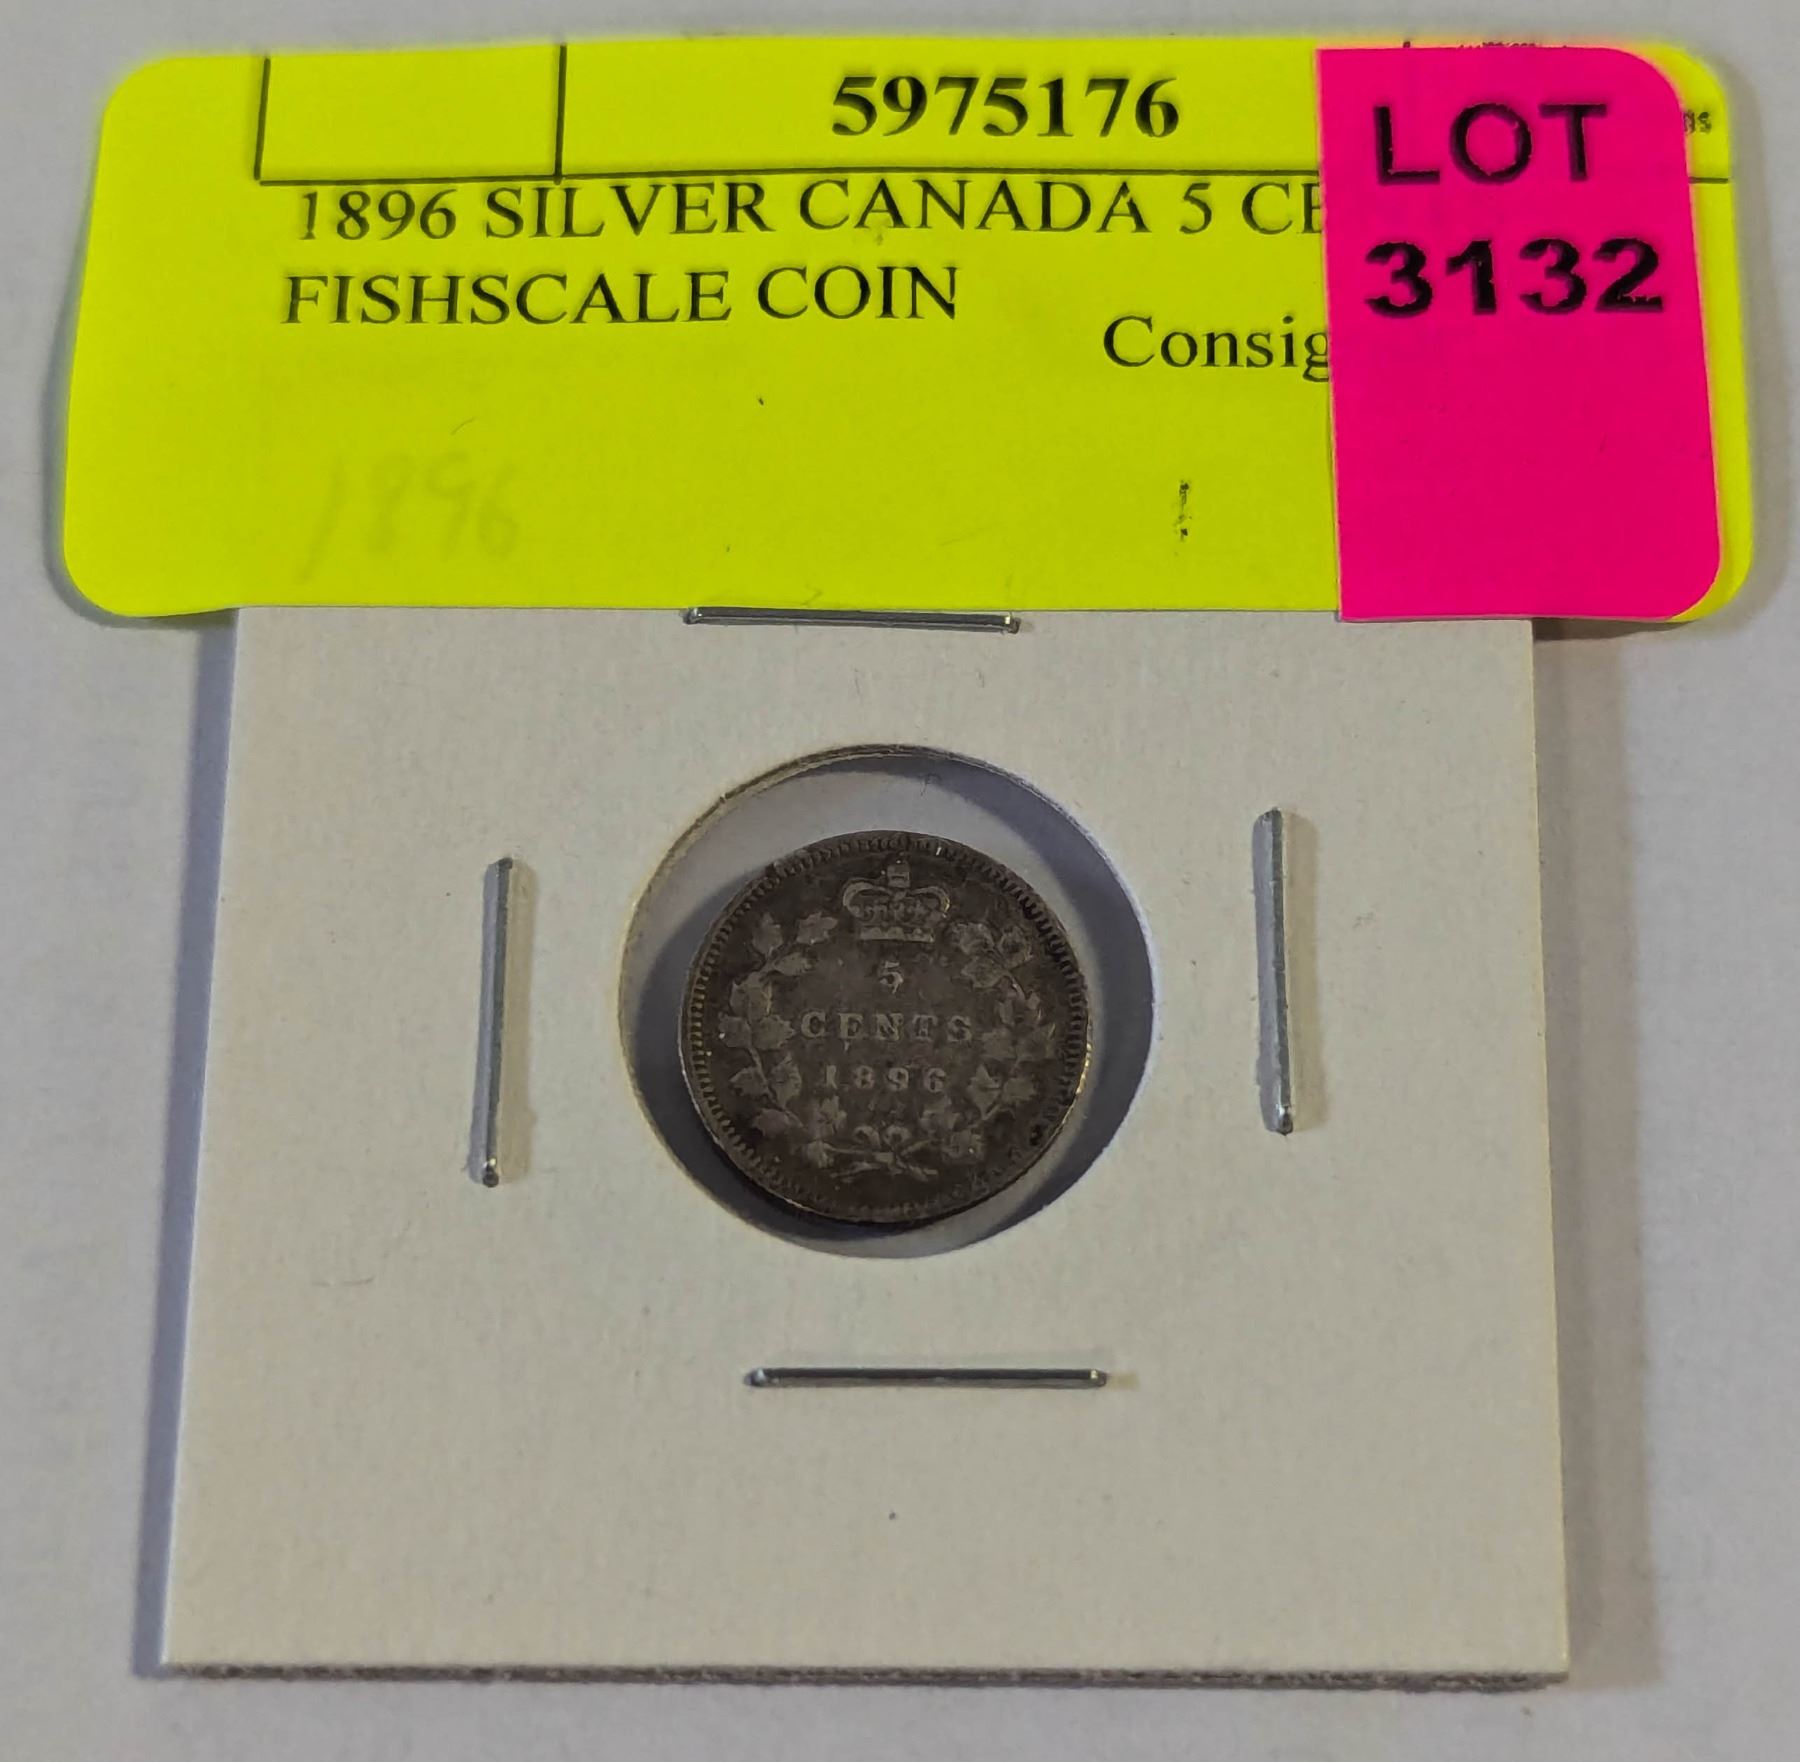 5975176
1896 SILVER CANADA 5 CE
FISHSCALE COIN
Consig
LOT
3132
1896
5
CENTS
1896